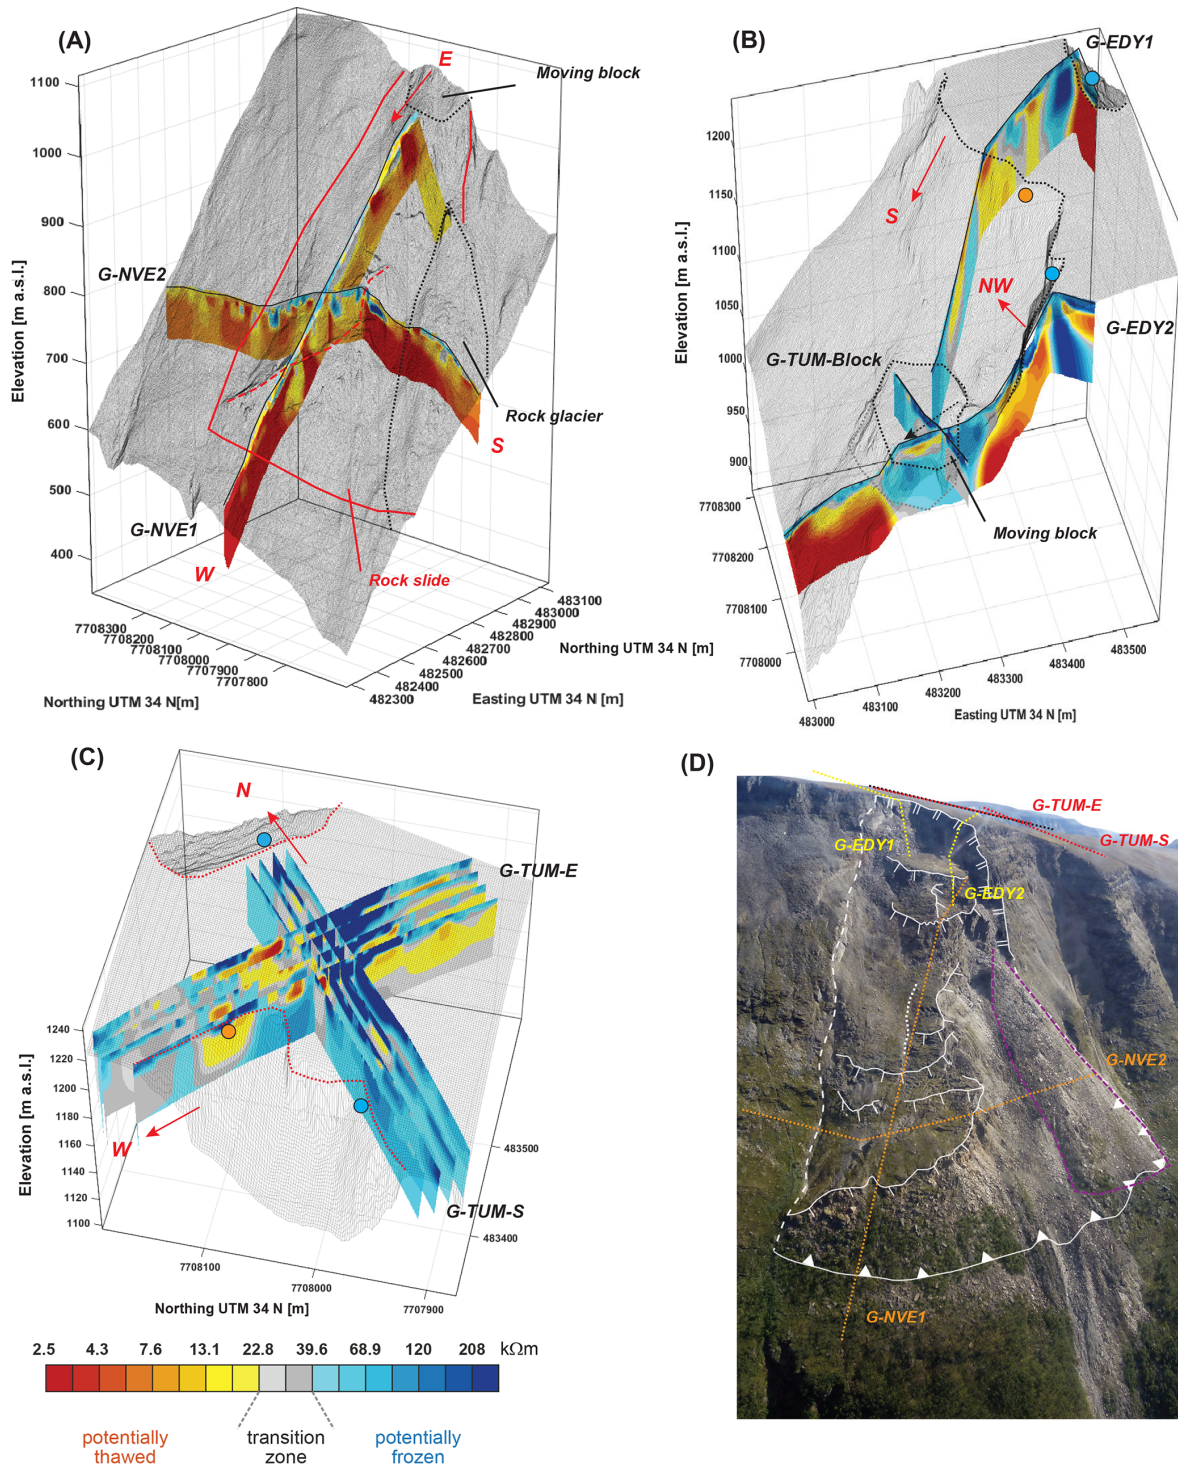 (A)
E
Moving block
1100
1000
900
800
700
600
500
400
Elevation [m a.s.l.]
G-NVE2
G-NVE1
Rock glacier
S
W
Rock slide
7708300
7708200
7708100
7708000
7707900
7707800
Northing UTM 34 N[m]
483100
483000
482900
482800
482700
482600
482500
482400
482300
Northing UTM 34 N [m]
Easting UTM 34 N [m]
(B)
G-EDY1
1200
1150
1100
1050
1000
950
900
Elevation [m a.s.l.]
S
NW
G-EDY2
G-TUM-Block
Moving block
7708300
7708200
7708100
7708000
483000
483100
483200
483300
483400
483500
Easting UTM 34 N [m]
(C)
N
G-TUM-E
1240
1220
1200
1180
1160
1140
1120
1100
Elevation [m a.s.l.]
W
G-TUM-S
483500
483400
7708100
7708000
7707900
Northing UTM 34 N [m]
2.5 4.3 7.6 13.1 22.8 39.6 68.9 120 208 kΩm
potentially
thawed
transition
zone
potentially
frozen
(D)
G-TUM-E
G-TUM-S
G-EDY1
G-EDY2
G-NVE2
G-NVE1